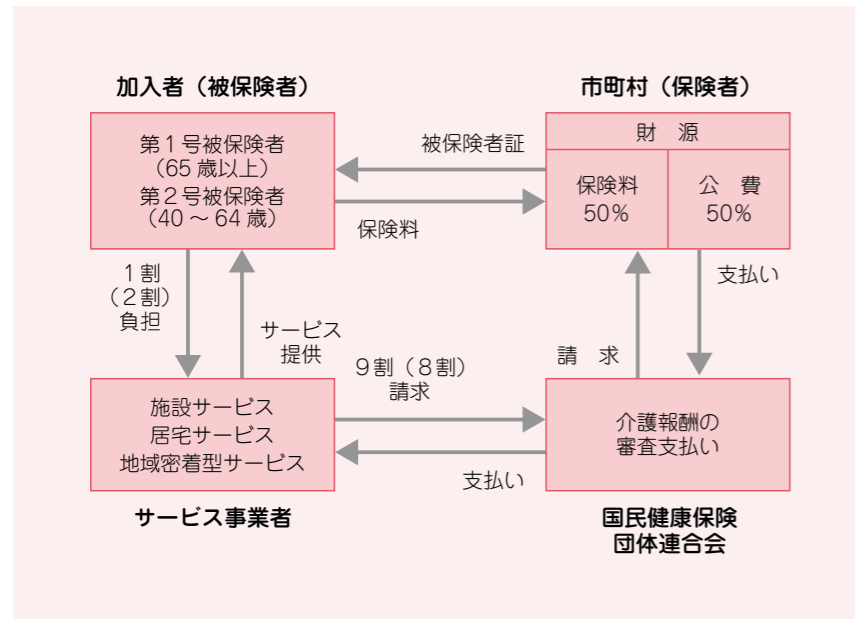 加入者（被保険者）
市町村（保険者）
第１号被保険者
（65 歳以上）
第２号被保険者
（40 ～ 64 歳）
被保険者証
保険料
財　源
保険料
50％
公　費
50％
１割
（２割）
負担
サービス
提供
９割（８割）
請求
請　求
支払い
施設サービス
居宅サービス
地域密着型サービス
支払い
介護報酬の
審査支払い
サービス事業者
国民健康保険
団体連合会